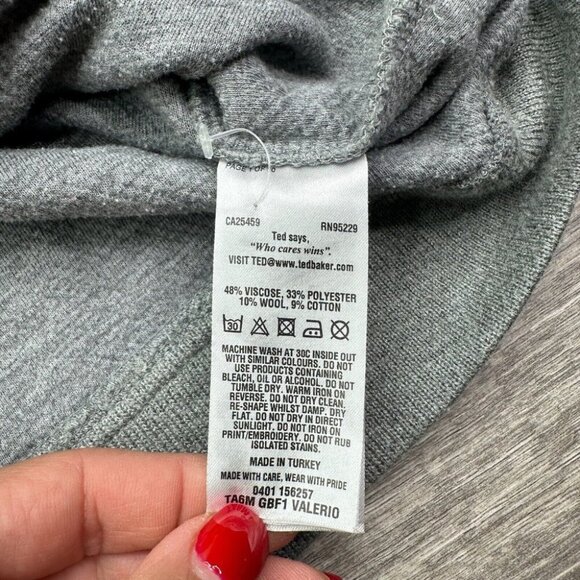 PAGE 1 OF 6
CA25459 RN95229
Ted says,
"Who cares wins".
VISIT TED@www.tedbaker.com
48% VISCOSE, 33% POLYESTER
10% WOOL, 9% COTTON
30
MACHINE WASH AT 30C INSIDE OUT
WITH SIMILAR COLOURS. DO NOT
USE PRODUCTS CONTAINING
BLEACH, OIL OR ALCOHOL. DO NOT
TUMBLE DRY. WARM IRON ON
REVERSE. DO NOT DRY CLEAN.
RE-SHAPE WHILST DAMP. DRY
FLAT. DO NOT DRY IN DIRECT
SUNLIGHT. DO NOT IRON ON
PRINT/EMBROIDERY. DO NOT RUB
ISOLATED STAINS.
MADE IN TURKEY
MADE WITH CARE, WEAR WITH PRIDE
0401 156257
TA6M GBF1 VALERIO